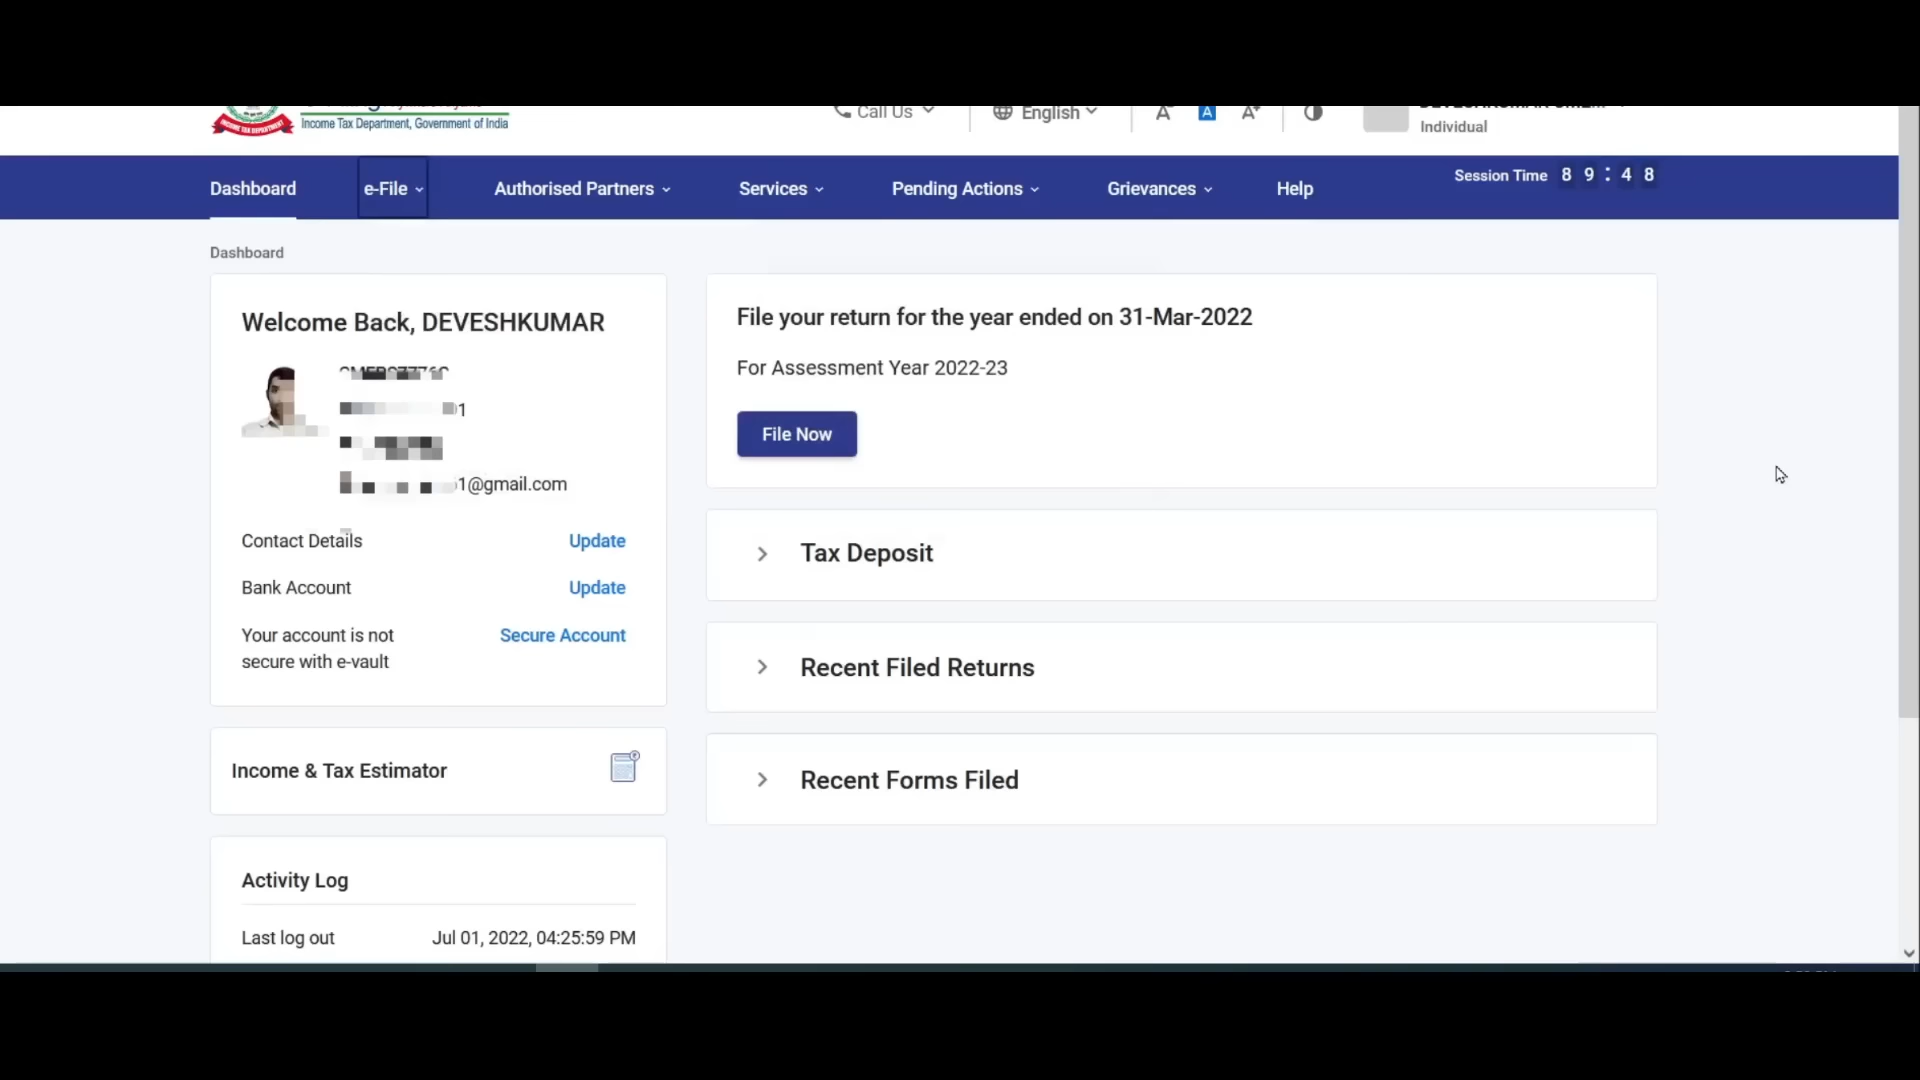 Income Tax Department, Government of India
Call Us
English
A A A+
Individual
Dashboard e-File Authorised Partners Services Pending Actions Grievances Help
Session Time 8 9 : 4 8
Dashboard
Welcome Back, DEVESHKUMAR
1
1@gmail.com
Contact Details Update
Bank Account Update
Your account is not
secure with e-vault
Secure Account
Income & Tax Estimator
Activity Log
Last log out Jul 01, 2022, 04:25:59 PM
File your return for the year ended on 31-Mar-2022
For Assessment Year 2022-23
File Now
Tax Deposit
Recent Filed Returns
Recent Forms Filed